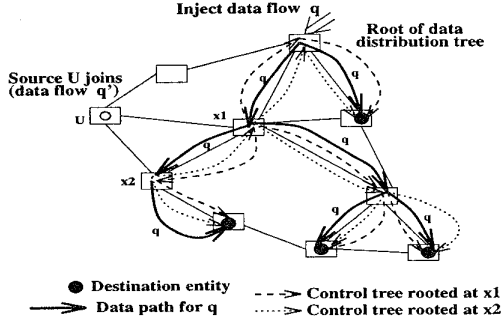 Inject data flow q
Root of data
distribution tree
Source U joins
(data flow q')
U
x1
q
q
q
q
x2
q
q
q
Destination entity
Data path for q
Control tree rooted at x1
Control tree rooted at x2